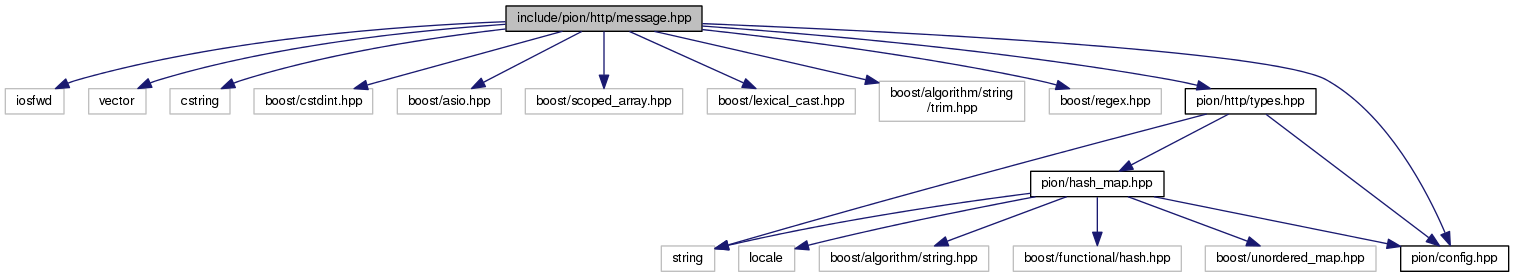 include/pion/http/message.hpp
iosfwd
vector
cstring
boost/cstdint.hpp
boost/asio.hpp
boost/scoped_array.hpp
boost/lexical_cast.hpp
boost/algorithm/string
/trim.hpp
boost/regex.hpp
pion/http/types.hpp
pion/hash_map.hpp
string
locale
boost/algorithm/string.hpp
boost/functional/hash.hpp
boost/unordered_map.hpp
pion/config.hpp